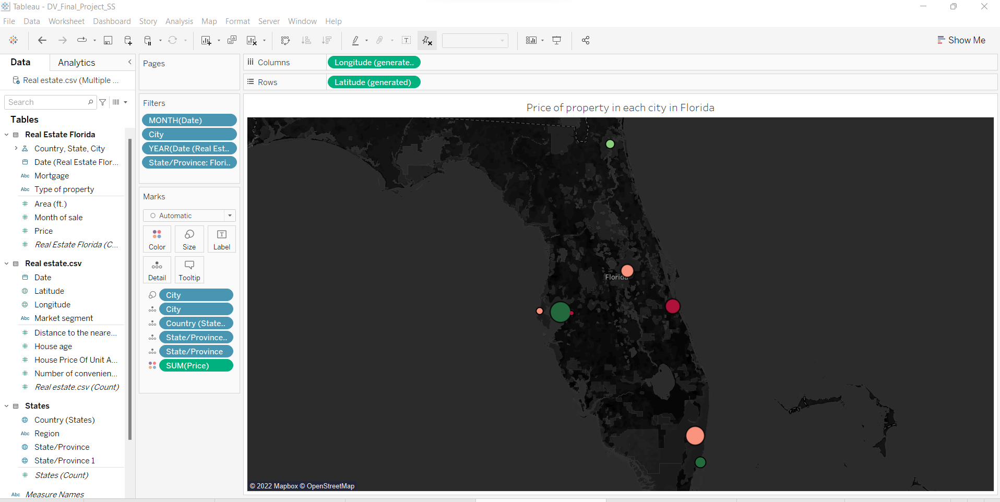 Tableau - DV_Final_Project_SS
File Data Worksheet Dashboard Story Analysis Map Format Server Window Help
Show Me
Data Analytics
Real estate.csv (Multiple ...
Search
Tables
Real Estate Florida
Country, State, City
Date (Real Estate Flor...
Abc Mortgage
Abc Type of property
# Area (ft.)
# Month of sale
# Price
# Real Estate Florida (C...
Real estate.csv
Date
Latitude
Longitude
Abc Market segment
# Distance to the neare...
# House age
# House Price Of Unit A...
# Number of convenien...
# Real estate.csv (Count)
States
Country (States)
Abc Region
State/Province
State/Province 1
# States (Count)
Abc Measure Names
Pages
Filters
MONTH(Date)
City
YEAR(Date (Real Est..
State/Province: Flori..
Marks
Automatic
Color Size T Label
Detail Tooltip
City
City
Country (State..
State/Province..
State/Province
SUM(Price)
Columns Longitude (generate..
Rows Latitude (generated)
Price of property in each city in Florida
Florida
© 2022 Mapbox © OpenStreetMap